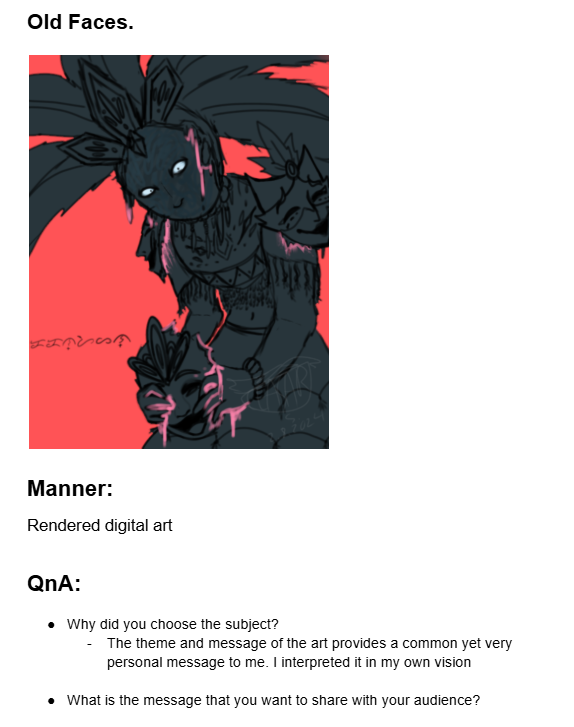 Old Faces.
Manner:
Rendered digital art
QnA:
● Why did you choose the subject?
- The theme and message of the art provides a common yet very
personal message to me. I interpreted it in my own vision
● What is the message that you want to share with your audience?